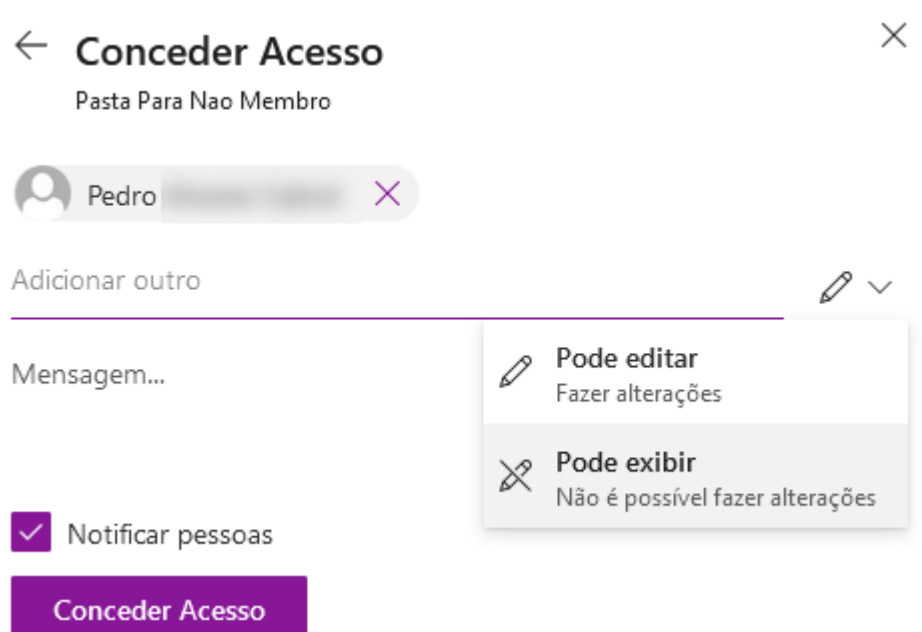 Conceder Acesso
Pasta Para Nao Membro
Pedro
Adicionar outro
Pode editar
Fazer alterações
Mensagem...
Pode exibir
Não é possível fazer alterações
Notificar pessoas
Conceder Acesso